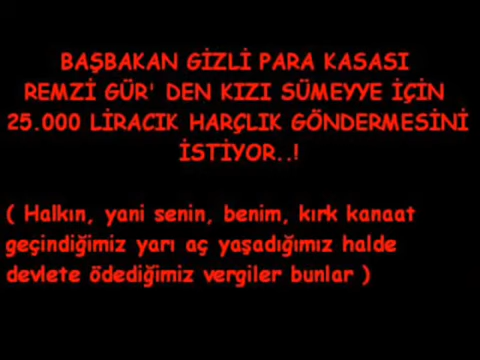 BAŞBAKAN GİZLİ PARA KASASI
REMZİ GÜR' DEN KIZI SÜMEYYE İÇİN
25.000 LİRACIK HARÇLIK GÖNDERMESİNİ
İSTİYOR..!
( Halkın, yani senin, benim, kırk kanaat
geçindiğimiz yarı aç yaşadığımız halde
devlete ödediğimiz vergiler bunlar )